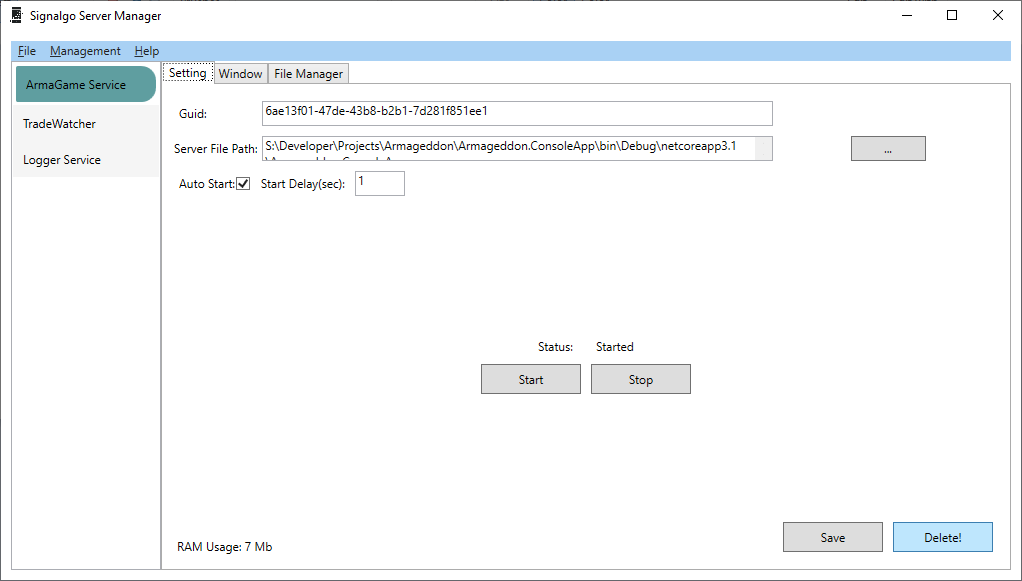 Signalgo Server Manager
File Management Help
ArmaGame Service
TradeWatcher
Logger Service
Setting Window File Manager
Guid: 6ae13f01-47de-43b8-b2b1-7d281f851ee1
Server File Path: S:\Developer\Projects\Armageddon\Armageddon.ConsoleApp\bin\Debug\netcoreapp3.1 ...
Auto Start: Start Delay(sec): 1
Status: Started
Start Stop
RAM Usage: 7 Mb
Save Delete!